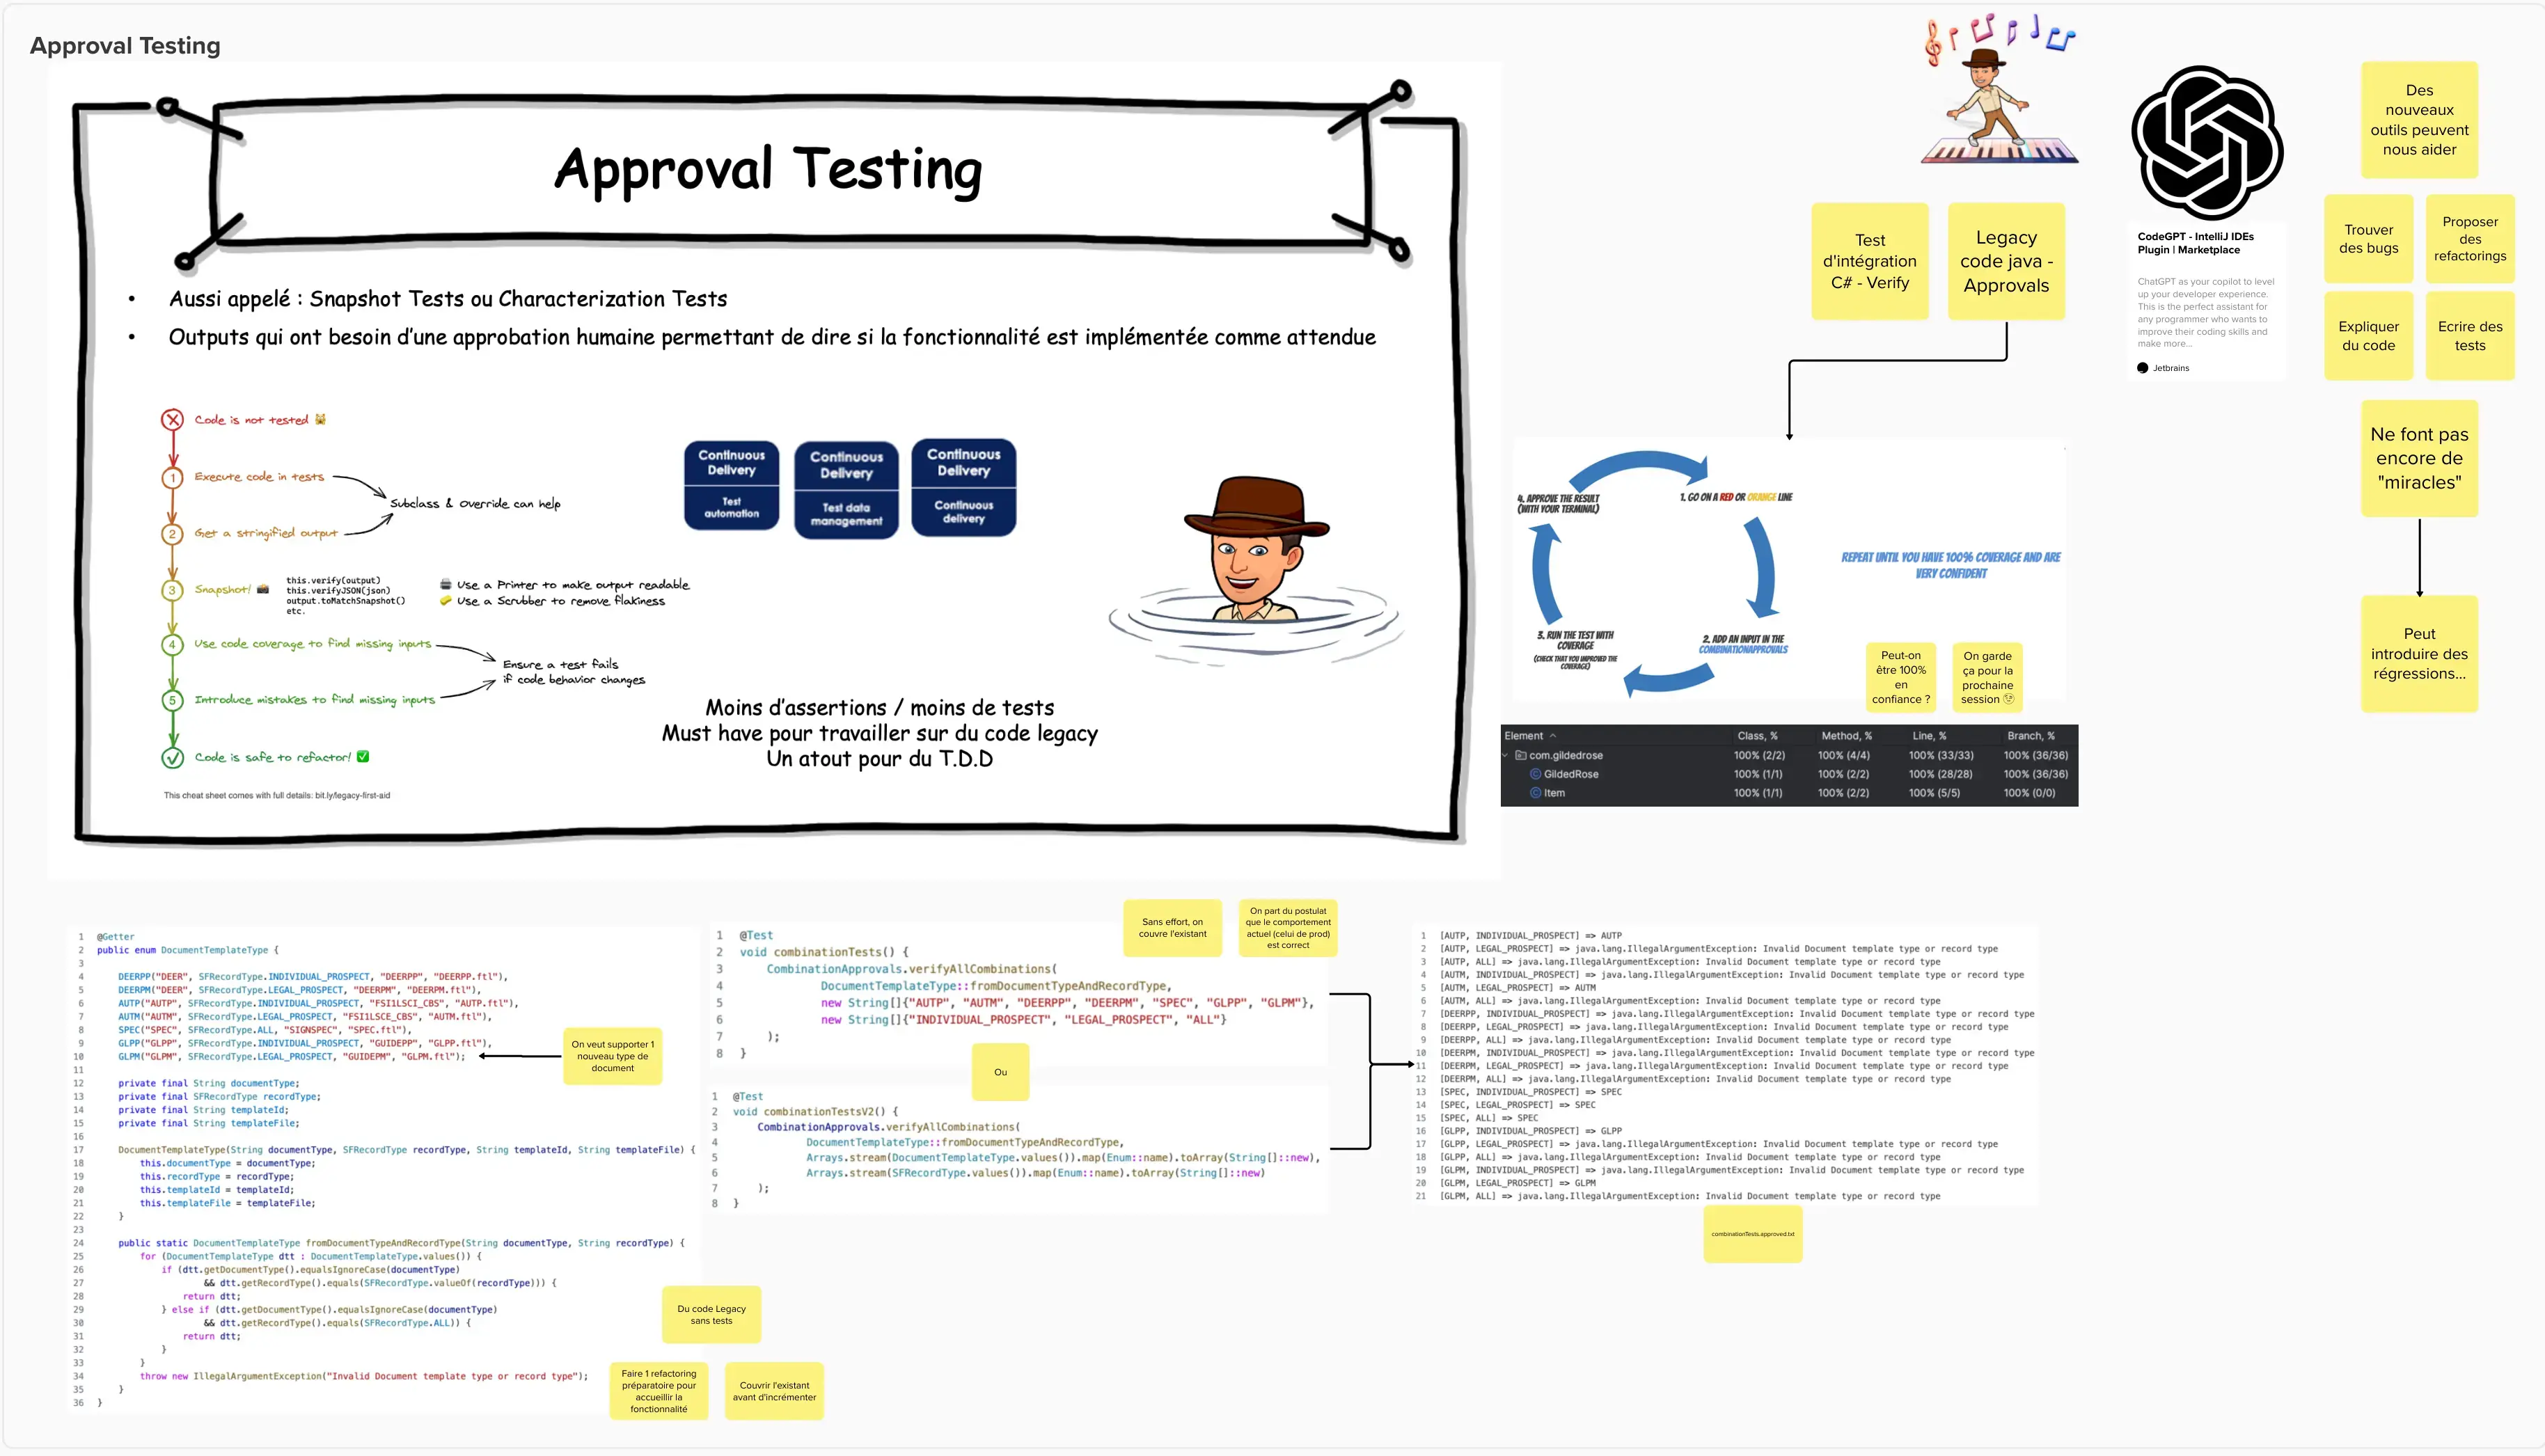 Approval Testing
Approval Testing
• Aussi appelé : Snapshot Tests ou Characterization Tests
• Outputs qui ont besoin d'une approbation humaine permettant de dire si la fonctionnalité est implémentée comme attendue
Code is not tested 🙀
1 Execute code in tests
Subclass & Override can help
2 Get a stringified output
3 Snapshot! 📸
this.verify(output)
this.verifyJSON(json)
output.toMatchSnapshot()
etc.
🖨 Use a Printer to make output readable
🧽 Use a Scrubber to remove flakiness
4 Use code coverage to find missing inputs
Ensure a test fails
if code behavior changes
5 Introduce mistakes to find missing inputs
Code is safe to refactor! ✅
This cheat sheet comes with full details: bit.ly/legacy-first-aid
Continuous
Delivery
Test
automation
Continuous
Delivery
Test data
management
Continuous
Delivery
Continuous
delivery
Moins d'assertions / moins de tests
Must have pour travailler sur du code legacy
Un atout pour du T.D.D
Test
d'intégration
C# - Verify
Legacy
code java -
Approvals
CodeGPT - IntelliJ IDEs
Plugin | Marketplace
ChatGPT as your copilot to level
up your developer experience.
This is the perfect assistant for
any programmer who wants to
improve their coding skills and
make more...
Jetbrains
Des
nouveaux
outils peuvent
nous aider
Trouver
des bugs
Proposer
des
refactorings
Expliquer
du code
Ecrire des
tests
Ne font pas
encore de
"miracles"
Peut
introduire des
régressions...
4. APPROVE THE RESULT
(WITH YOUR TERMINAL)
1. GO ON A RED OR ORANGE LINE
3. RUN THE TEST WITH
COVERAGE
(CHECK THAT YOU IMPROVED THE
COVERAGE)
2. ADD AN INPUT IN THE
COMBINATIONAPPROVALS
REPEAT UNTIL YOU HAVE 100% COVERAGE AND ARE
VERY CONFIDENT
Peut-on
être 100%
en
confiance ?
On garde
ça pour la
prochaine
session 🧐
Element Class, % Method, % Line, % Branch, %
com.gildedrose 100% (2/2) 100% (4/4) 100% (33/33) 100% (36/36)
GildedRose 100% (1/1) 100% (2/2) 100% (28/28) 100% (36/36)
Item 100% (1/1) 100% (2/2) 100% (5/5) 100% (0/0)
1 @Getter
2 public enum DocumentTemplateType {
3
4 DEERPP("DEER", SFRecordType.INDIVIDUAL_PROSPECT, "DEERPP", "DEERPP.ftl"),
5 DEERPM("DEER", SFRecordType.LEGAL_PROSPECT, "DEERPM", "DEERPM.ftl"),
6 AUTP("AUTP", SFRecordType.INDIVIDUAL_PROSPECT, "FSI1LSCI_CBS", "AUTP.ftl"),
7 AUTM("AUTM", SFRecordType.LEGAL_PROSPECT, "FSI1LSCE_CBS", "AUTM.ftl"),
8 SPEC("SPEC", SFRecordType.ALL, "SIGNSPEC", "SPEC.ftl"),
9 GLPP("GLPP", SFRecordType.INDIVIDUAL_PROSPECT, "GUIDEPP", "GLPP.ftl"),
10 GLPM("GLPM", SFRecordType.LEGAL_PROSPECT, "GUIDEPM", "GLPM.ftl");
11
12 private final String documentType;
13 private final SFRecordType recordType;
14 private final String templateId;
15 private final String templateFile;
16
17 DocumentTemplateType(String documentType, SFRecordType recordType, String templateId, String templateFile) {
18 this.documentType = documentType;
19 this.recordType = recordType;
20 this.templateId = templateId;
21 this.templateFile = templateFile;
22 }
23
24 public static DocumentTemplateType fromDocumentTypeAndRecordType(String documentType, String recordType) {
25 for (DocumentTemplateType dtt : DocumentTemplateType.values()) {
26 if (dtt.getDocumentType().equalsIgnoreCase(documentType)
27 && dtt.getRecordType().equals(SFRecordType.valueOf(recordType))) {
28 return dtt;
29 } else if (dtt.getDocumentType().equalsIgnoreCase(documentType)
30 && dtt.getRecordType().equals(SFRecordType.ALL)) {
31 return dtt;
32 }
33 }
34 throw new IllegalArgumentException("Invalid Document template type or record type");
35 }
36 }
On veut supporter 1
nouveau type de
document
Du code Legacy
sans tests
Faire 1 refactoring
préparatoire pour
accueillir la
fonctionnalité
Couvrir l'existant
avant d'incrémenter
Sans effort, on
couvre l'existant
On part du postulat
que le comportement
actuel (celui de prod)
est correct
1 @Test
2 void combinationTests() {
3 CombinationApprovals.verifyAllCombinations(
4 DocumentTemplateType::fromDocumentTypeAndRecordType,
5 new String[]{"AUTP", "AUTM", "DEERPP", "DEERPM", "SPEC", "GLPP", "GLPM"},
6 new String[]{"INDIVIDUAL_PROSPECT", "LEGAL_PROSPECT", "ALL"}
7 );
8 }
Ou
1 @Test
2 void combinationTestsV2() {
3 CombinationApprovals.verifyAllCombinations(
4 DocumentTemplateType::fromDocumentTypeAndRecordType,
5 Arrays.stream(DocumentTemplateType.values()).map(Enum::name).toArray(String[]::new),
6 Arrays.stream(SFRecordType.values()).map(Enum::name).toArray(String[]::new)
7 );
8 }
1 [AUTP, INDIVIDUAL_PROSPECT] => AUTP
2 [AUTP, LEGAL_PROSPECT] => java.lang.IllegalArgumentException: Invalid Document template type or record type
3 [AUTP, ALL] => java.lang.IllegalArgumentException: Invalid Document template type or record type
4 [AUTM, INDIVIDUAL_PROSPECT] => java.lang.IllegalArgumentException: Invalid Document template type or record type
5 [AUTM, LEGAL_PROSPECT] => AUTM
6 [AUTM, ALL] => java.lang.IllegalArgumentException: Invalid Document template type or record type
7 [DEERPP, INDIVIDUAL_PROSPECT] => java.lang.IllegalArgumentException: Invalid Document template type or record type
8 [DEERPP, LEGAL_PROSPECT] => java.lang.IllegalArgumentException: Invalid Document template type or record type
9 [DEERPP, ALL] => java.lang.IllegalArgumentException: Invalid Document template type or record type
10 [DEERPM, INDIVIDUAL_PROSPECT] => java.lang.IllegalArgumentException: Invalid Document template type or record type
11 [DEERPM, LEGAL_PROSPECT] => java.lang.IllegalArgumentException: Invalid Document template type or record type
12 [DEERPM, ALL] => java.lang.IllegalArgumentException: Invalid Document template type or record type
13 [SPEC, INDIVIDUAL_PROSPECT] => SPEC
14 [SPEC, LEGAL_PROSPECT] => SPEC
15 [SPEC, ALL] => SPEC
16 [GLPP, INDIVIDUAL_PROSPECT] => GLPP
17 [GLPP, LEGAL_PROSPECT] => java.lang.IllegalArgumentException: Invalid Document template type or record type
18 [GLPP, ALL] => java.lang.IllegalArgumentException: Invalid Document template type or record type
19 [GLPM, INDIVIDUAL_PROSPECT] => java.lang.IllegalArgumentException: Invalid Document template type or record type
20 [GLPM, LEGAL_PROSPECT] => GLPM
21 [GLPM, ALL] => java.lang.IllegalArgumentException: Invalid Document template type or record type
combinationTests.approved.txt